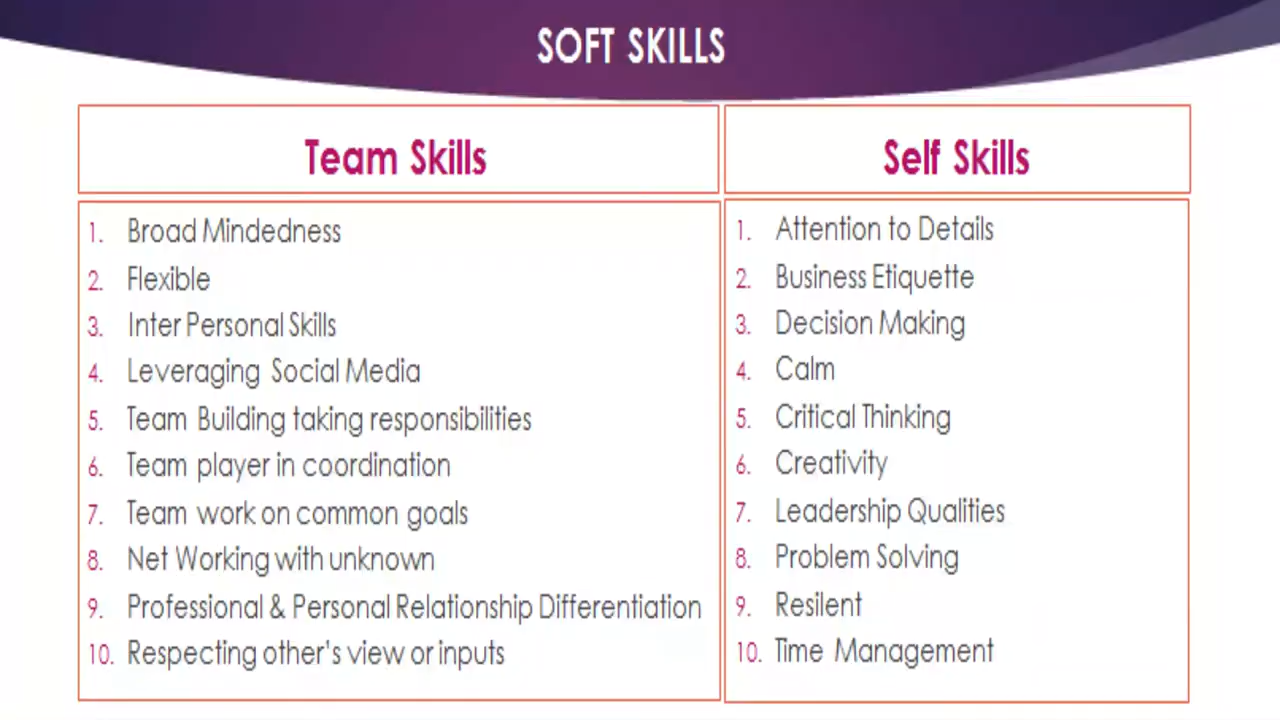 SOFT SKILLS
Team Skills
1. Broad Mindedness
2. Flexible
3. Inter Personal Skills
4. Leveraging Social Media
5. Team Building taking responsibilities
6. Team player in coordination
7. Team work on common goals
8. Net Working with unknown
9. Professional & Personal Relationship Differentiation
10. Respecting other's view or inputs
Self Skills
1. Attention to Details
2. Business Etiquette
3. Decision Making
4. Calm
5. Critical Thinking
6. Creativity
7. Leadership Qualities
8. Problem Solving
9. Resilent
10. Time Management